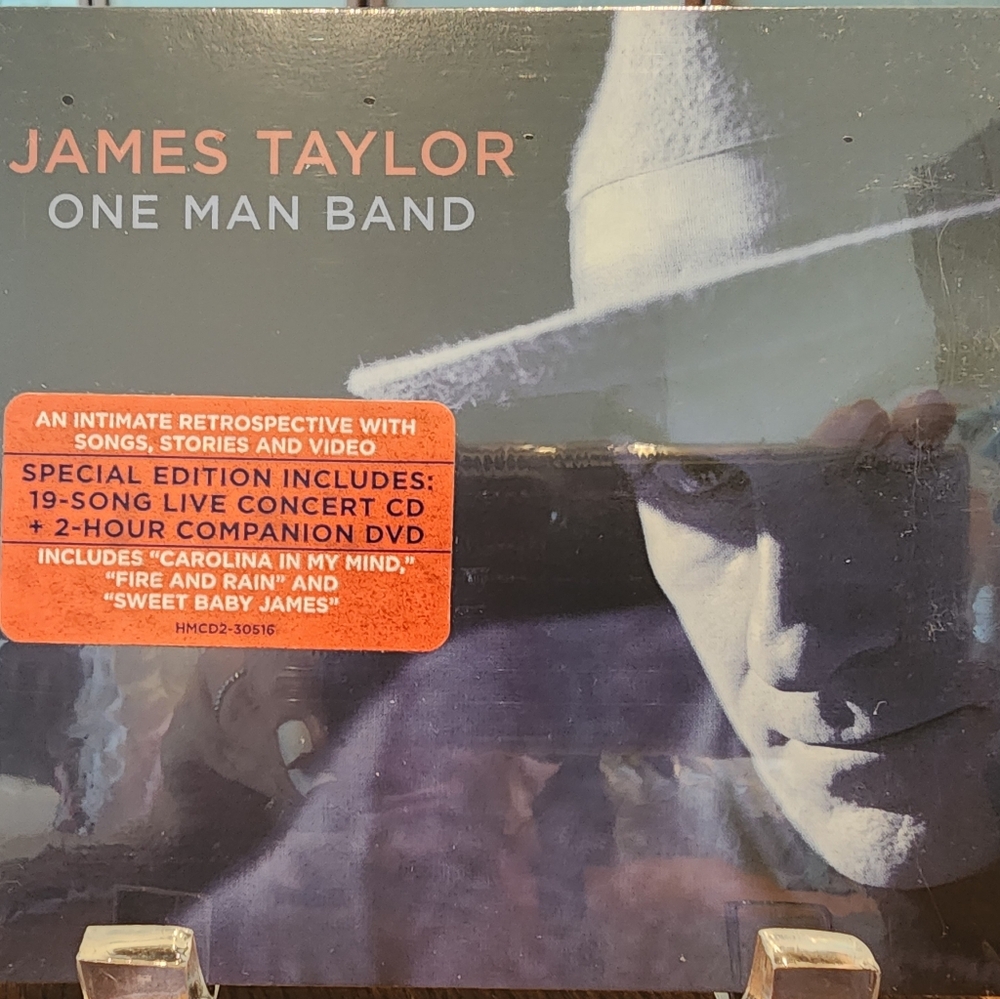 JAMES TAYLOR
ONE MAN BAND
AN INTIMATE RETROSPECTIVE WITH
SONGS, STORIES AND VIDEO
SPECIAL EDITION INCLUDES:
19-SONG LIVE CONCERT CD
+ 2-HOUR COMPANION DVD
INCLUDES “CAROLINA IN MY MIND,”
“FIRE AND RAIN” AND
“SWEET BABY JAMES”
HMCD2-30516